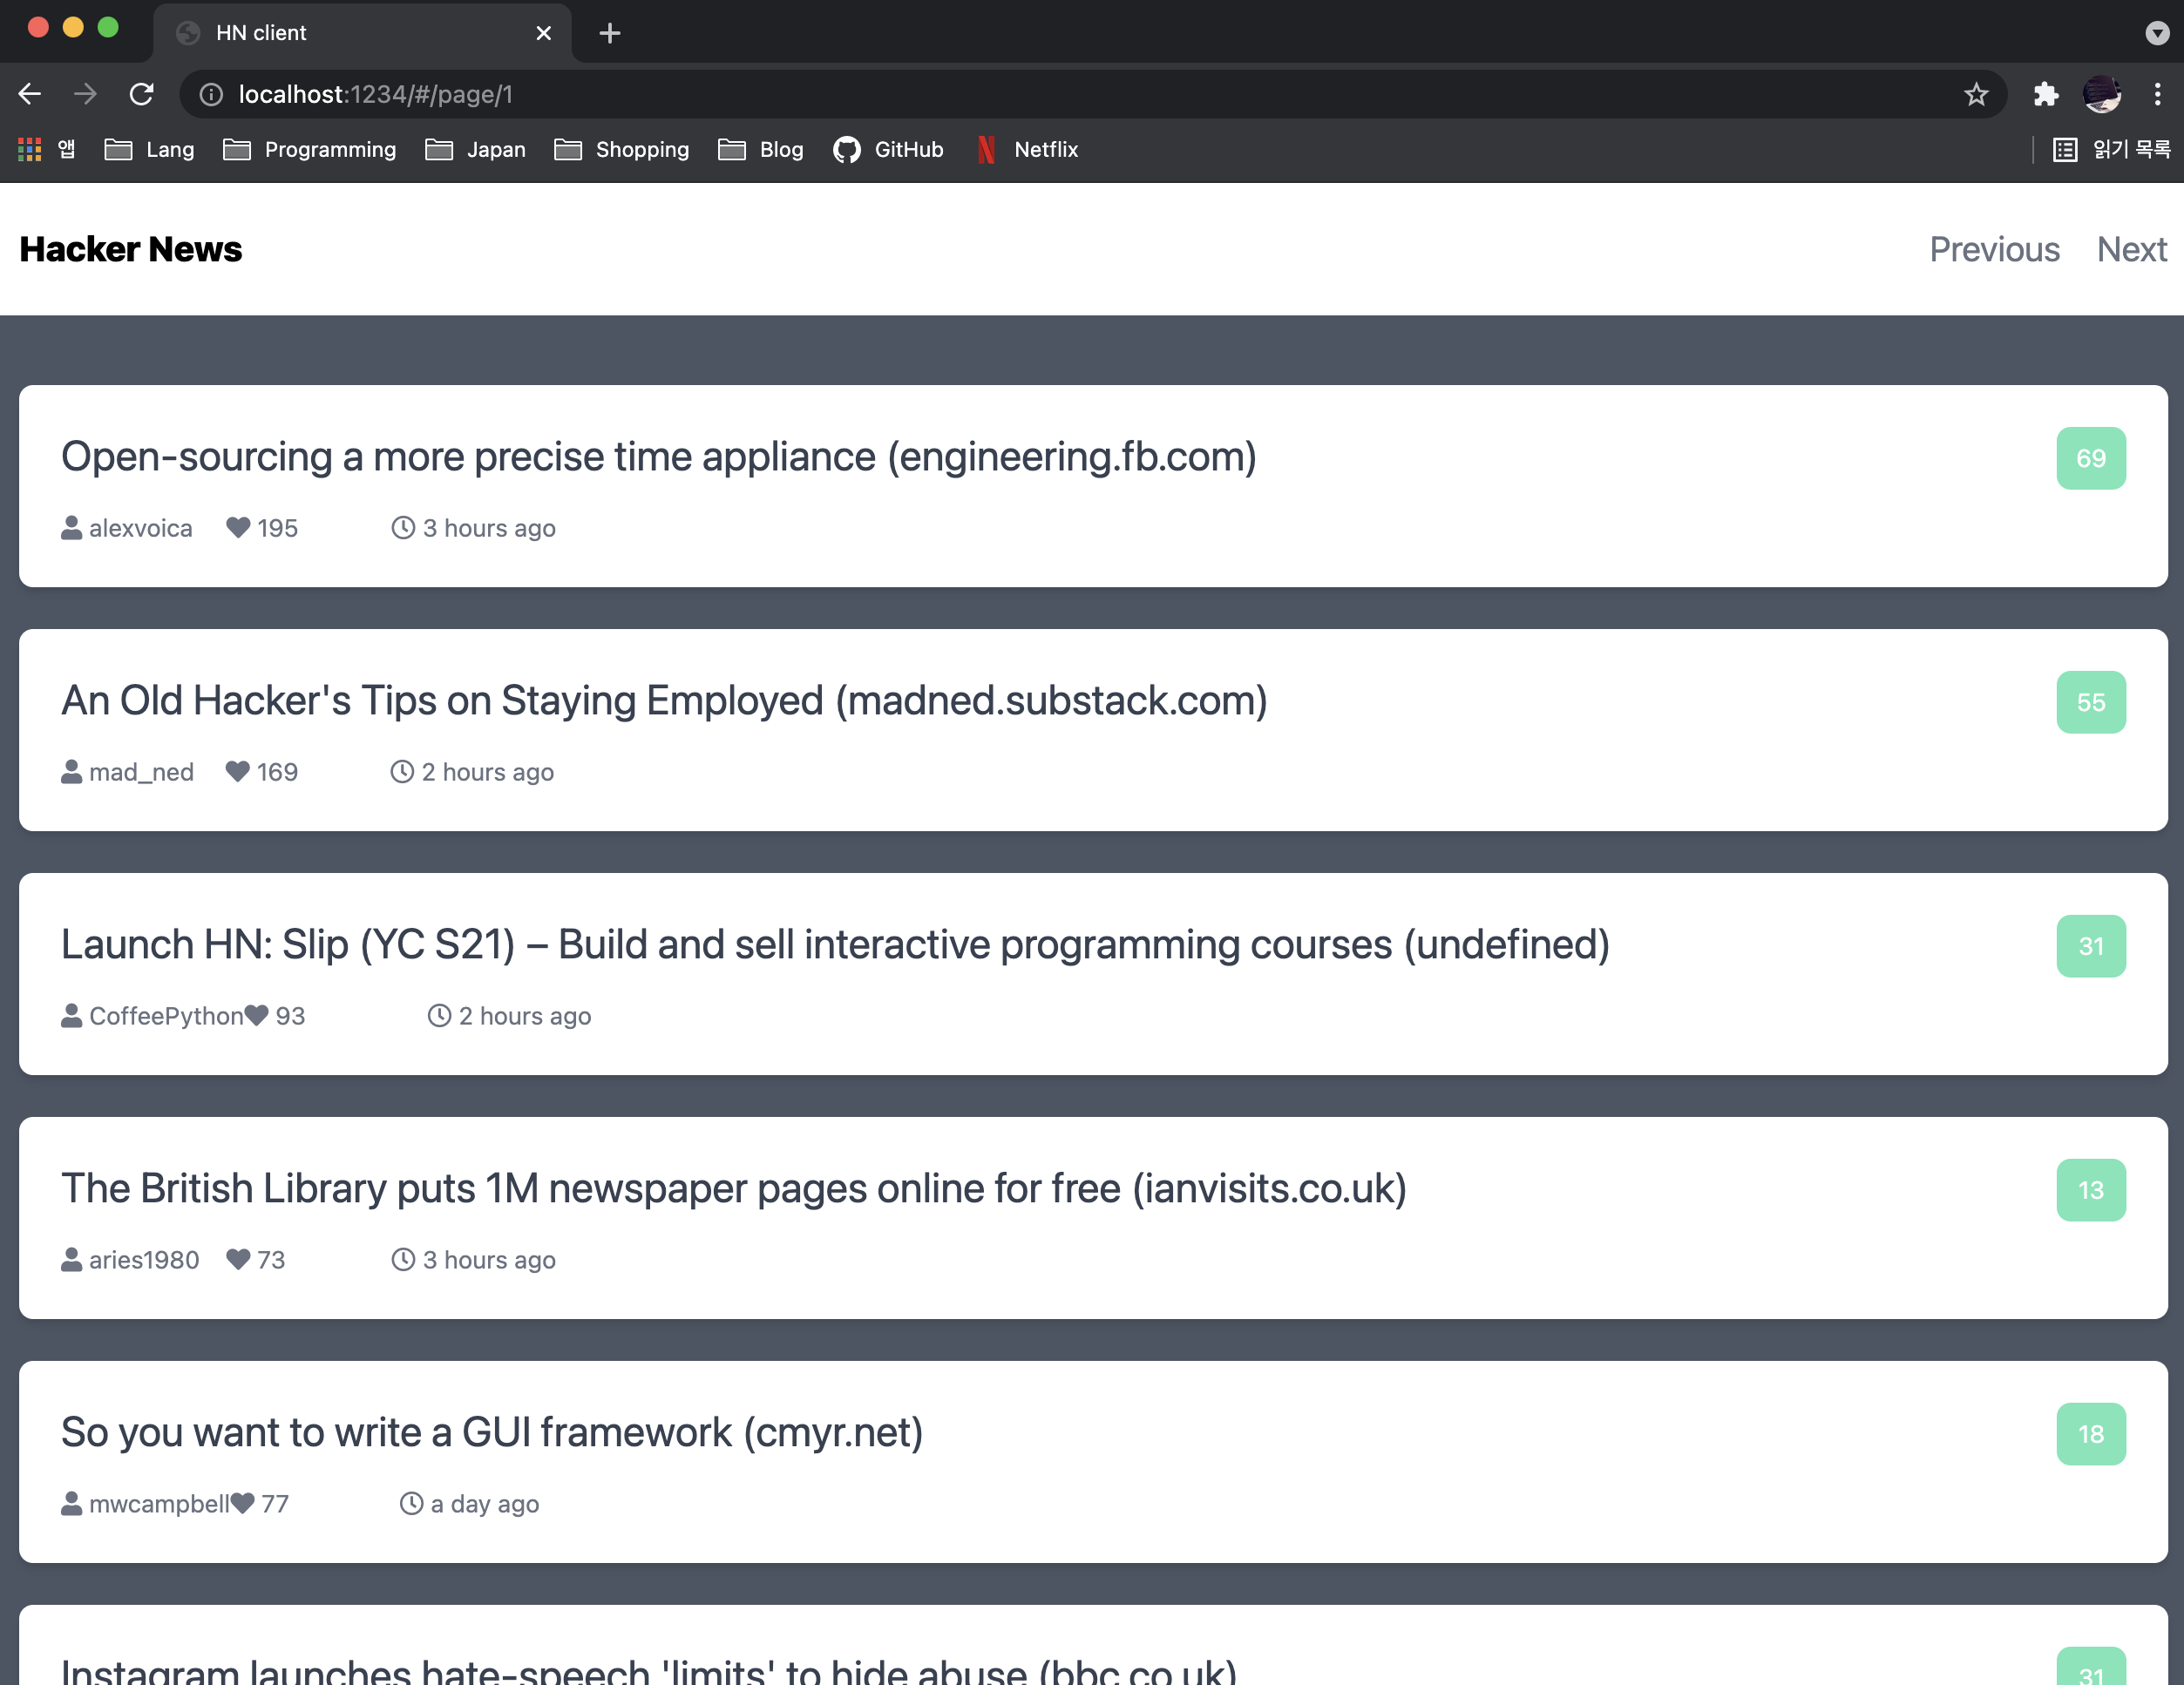 HN client
localhost:1234/#/page/1
앱 Lang Programming Japan Shopping Blog GitHub Netflix 읽기 목록
Hacker News Previous Next
Open-sourcing a more precise time appliance (engineering.fb.com) 69
alexvoica 195 3 hours ago
An Old Hacker's Tips on Staying Employed (madned.substack.com) 55
mad_ned 169 2 hours ago
Launch HN: Slip (YC S21) – Build and sell interactive programming courses (undefined) 31
CoffeePython 93 2 hours ago
The British Library puts 1M newspaper pages online for free (ianvisits.co.uk) 13
aries1980 73 3 hours ago
So you want to write a GUI framework (cmyr.net) 18
mwcampbell 77 a day ago
Instagram launches hate-speech 'limits' to hide abuse (bbc.co.uk) 31